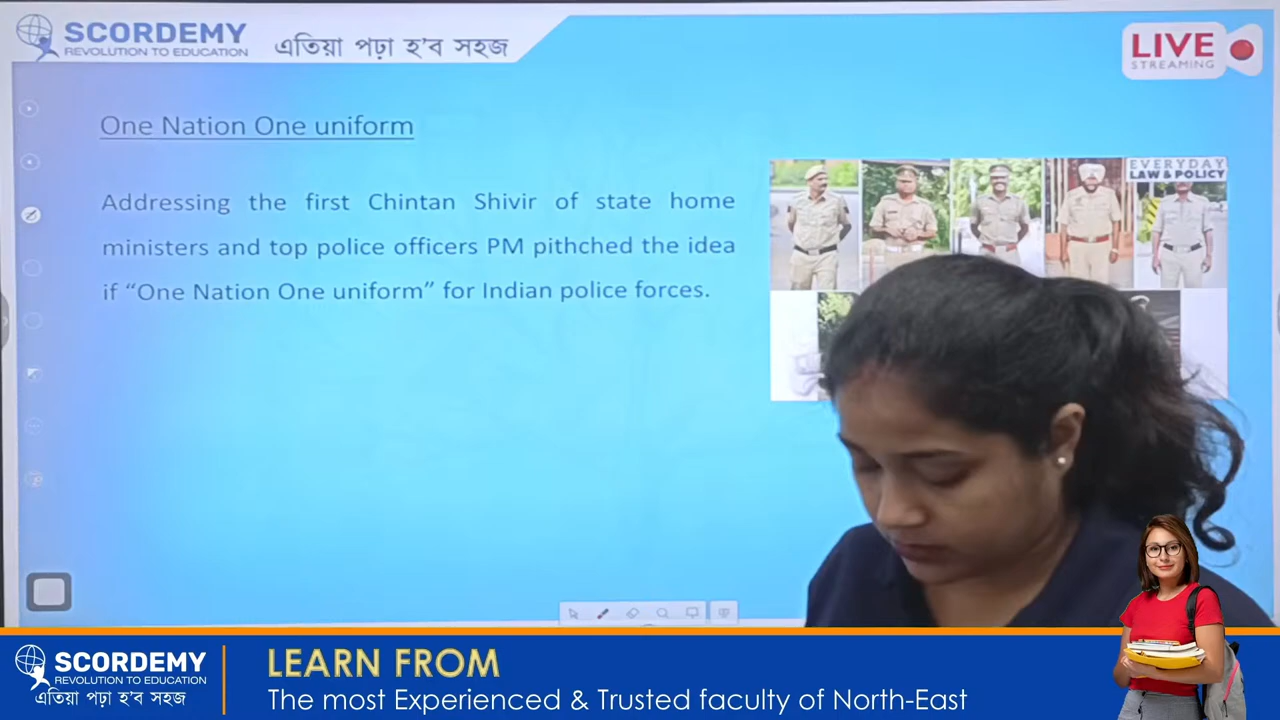 SCORDEMY
REVOLUTION TO EDUCATION
এতিয়া পঢ়া হ'ব সহজ
LIVE
STREAMING
One Nation One uniform
EVERYDAY
LAW & POLICY
Addressing the first Chintan Shivir of state home
ministers and top police officers PM pithched the idea
if “One Nation One uniform” for Indian police forces.
SCORDEMY
REVOLUTION TO EDUCATION
এতিয়া পঢ়া হ'ব সহজ
LEARN FROM
The most Experienced & Trusted faculty of North-East